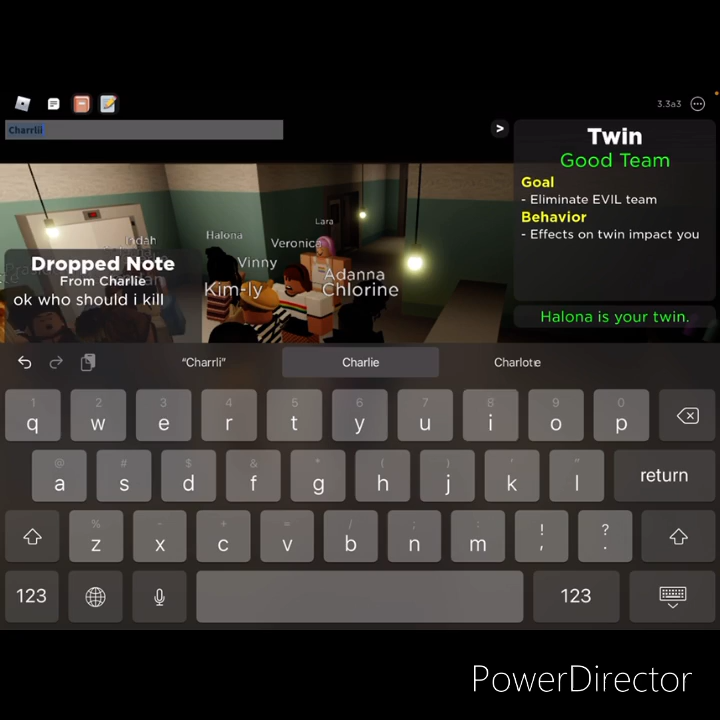 3.3a3
Charrlii
>
Twin
Good Team
Goal
- Eliminate EVIL team
Behavior
- Effects on twin impact you
Halona is your twin.
Lara
Halona
Veronica
Vinny
Adanna
Kim-ly
Chlorine
Dropped Note
From Charlie
ok who should i kill
"Charrli"
Charlie
Charlote
1 2 3 4 5 6 7 8 9 0
q w e r t y u i o p
@ # $ & * ( ) ' "
a s d f g h j k l return
% - + = / ; : ! ?
z x c v b n m , .
123 123
PowerDirector